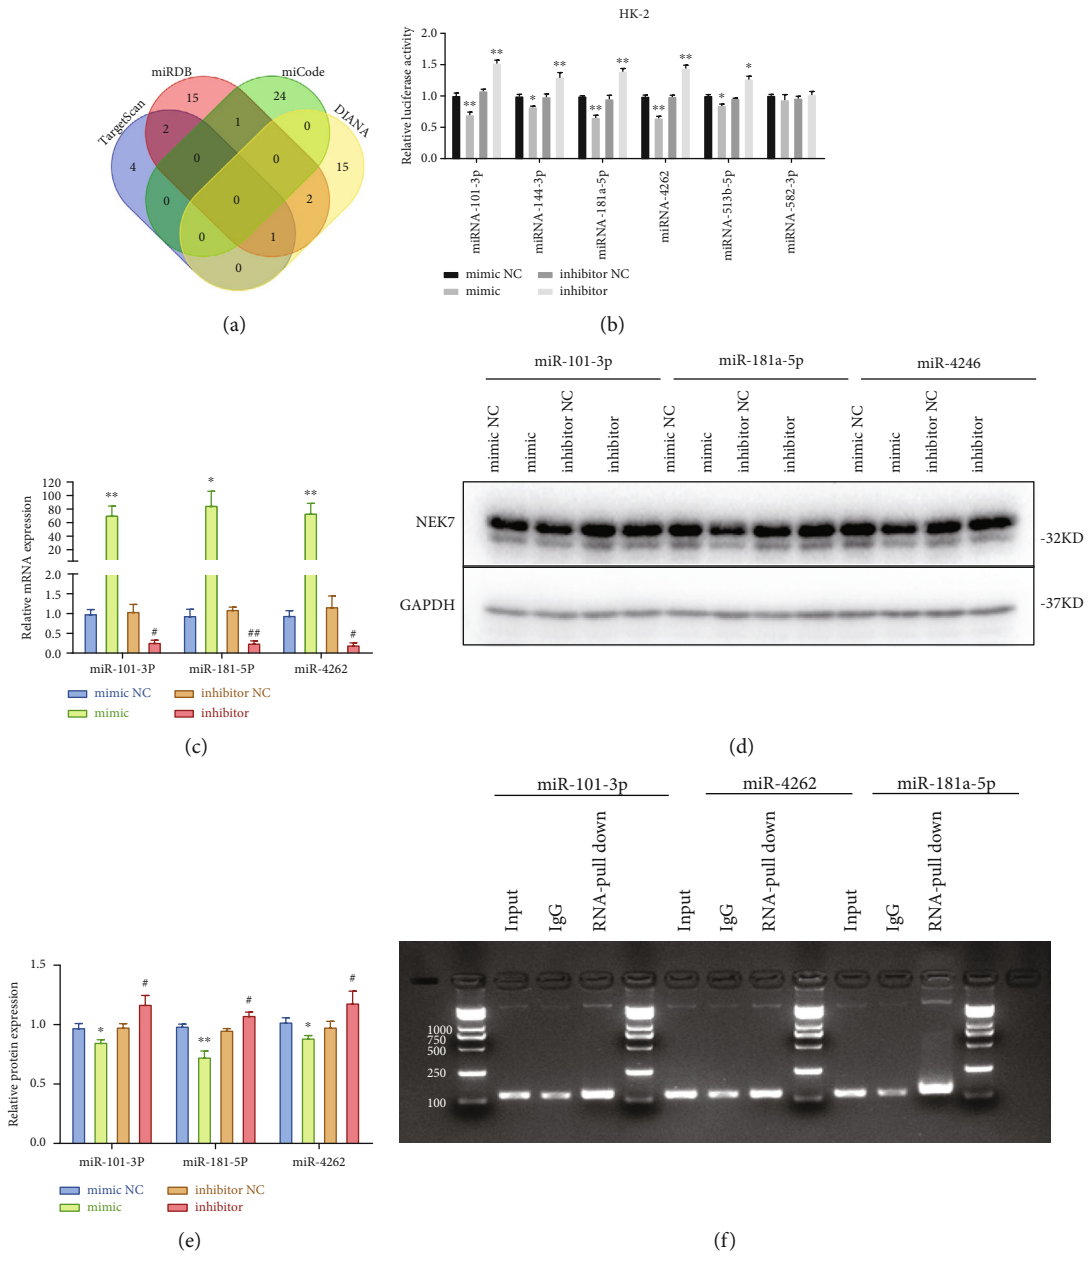 miRDB
miCode
TargetScan
DIANA
15
24
2
1
0
4
0
0
15
0
0
2
0
1
0
(a)
HK-2
Relative luciferase activity
2.0
1.5
1.0
0.5
0.0
**
**
*
**
**
**
**
**
*
*
miRNA-101-3p
miRNA-144-3p
miRNA-181a-5p
miRNA-4262
miRNA-513b-5p
miRNA-582-3p
mimic NC
inhibitor NC
mimic
inhibitor
(b)
Relative mRNA expression
120
100
80
60
40
20
2.0
1.5
1.0
0.5
0.0
**
*
**
#
##
#
miR-101-3P
miR-181-5P
miR-4262
mimic NC
inhibitor NC
mimic
inhibitor
(c)
miR-101-3p
miR-181a-5p
miR-4246
mimic NC
mimic
inhibitor NC
inhibitor
mimic NC
mimic
inhibitor NC
inhibitor
mimic NC
mimic
inhibitor NC
inhibitor
NEK7
-32KD
GAPDH
-37KD
(d)
Relative protein expression
1.5
1.0
0.5
0.0
*
#
**
#
*
#
miR-101-3P
miR-181-5P
miR-4262
mimic NC
inhibitor NC
mimic
inhibitor
(e)
miR-101-3p
miR-4262
miR-181a-5p
Input
IgG
RNA-pull down
Input
IgG
RNA-pull down
Input
IgG
RNA-pull down
1000
750
500
250
100
(f)